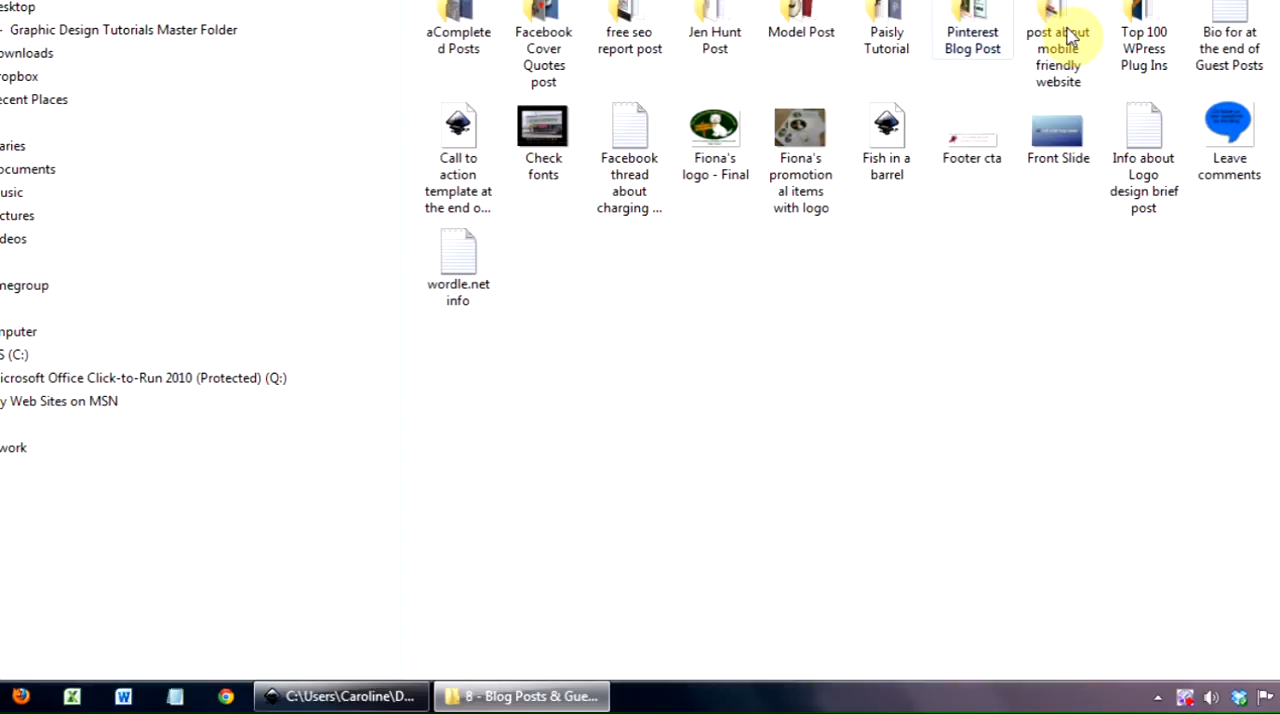 esktop
- Graphic Design Tutorials Master Folder
ownloads
ropbox
ecent Places
aries
ocuments
usic
ctures
deos
megroup
mputer
S (C:)
icrosoft Office Click-to-Run 2010 (Protected) (Q:)
y Web Sites on MSN
work
aComplete
d Posts
Facebook
Cover
Quotes
post
free seo
report post
Jen Hunt
Post
Model Post
Paisly
Tutorial
Pinterest
Blog Post
post about
mobile
friendly
website
Top 100
WPress
Plug Ins
Bio for at
the end of
Guest Posts
Call to
action
template at
the end o...
Check
fonts
Facebook
thread
about
charging ...
Fiona's
logo - Final
Fiona's
promotion
al items
with logo
Fish in a
barrel
Footer cta
Front Slide
Info about
Logo
design brief
post
Leave
comments
wordle.net
info
C:\Users\Caroline\D...
8 - Blog Posts & Gue...